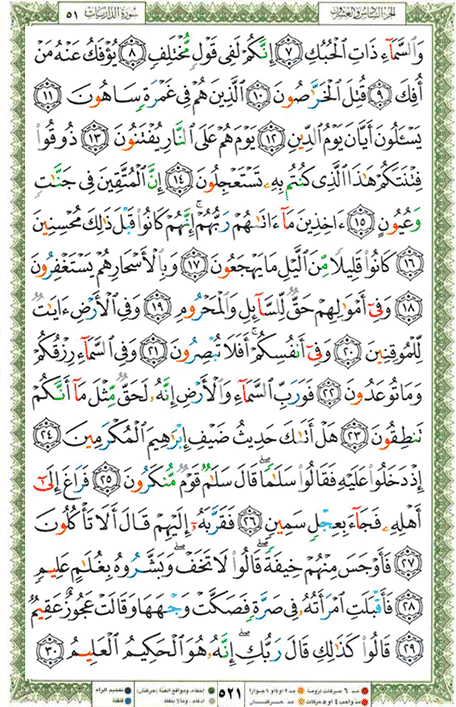 سورة الذاريات ٥١ الجزء السادس والعشرون
وَالسَّمَآءِ ذَاتِ الْحُبُكِ ٧ إِنَّكُمْ لَفِى قَوْلٍ مُّخْتَلِفٍ ٨ يُؤْفَكُ عَنْهُ مَنْ
أُفِكَ ٩ قُتِلَ الْخَرَّٰصُونَ ١٠ الَّذِينَ هُمْ فِى غَمْرَةٍ سَاهُونَ ١١
يَسْـَٔلُونَ أَيَّانَ يَوْمُ الدِّينِ ١٢ يَوْمَ هُمْ عَلَى النَّارِ يُفْتَنُونَ ١٣ ذُوقُوا۟
فِتْنَتَكُمْ هَٰذَا الَّذِى كُنتُم بِهِۦ تَسْتَعْجِلُونَ ١٤ إِنَّ الْمُتَّقِينَ فِى جَنَّٰتٍ
وَعُيُونٍ ١٥ ءَاخِذِينَ مَآ ءَاتَىٰهُمْ رَبُّهُمْ ۚ إِنَّهُمْ كَانُوا۟ قَبْلَ ذَٰلِكَ مُحْسِنِينَ
١٦ كَانُوا۟ قَلِيلًا مِّنَ الَّيْلِ مَا يَهْجَعُونَ ١٧ وَبِالْأَسْحَارِ هُمْ يَسْتَغْفِرُونَ
١٨ وَفِىٓ أَمْوَٰلِهِمْ حَقٌّ لِّلسَّآئِلِ وَالْمَحْرُومِ ١٩ وَفِى الْأَرْضِ ءَايَٰتٌ
لِّلْمُوقِنِينَ ٢٠ وَفِىٓ أَنفُسِكُمْ ۚ أَفَلَا تُبْصِرُونَ ٢١ وَفِى السَّمَآءِ رِزْقُكُمْ
وَمَا تُوعَدُونَ ٢٢ فَوَرَبِّ السَّمَآءِ وَالْأَرْضِ إِنَّهُۥ لَحَقٌّ مِّثْلَ مَآ أَنَّكُمْ
تَنطِقُونَ ٢٣ هَلْ أَتَىٰكَ حَدِيثُ ضَيْفِ إِبْرَٰهِيمَ الْمُكْرَمِينَ ٢٤
إِذْ دَخَلُوا۟ عَلَيْهِ فَقَالُوا۟ سَلَٰمًا ۖ قَالَ سَلَٰمٌ قَوْمٌ مُّنكَرُونَ ٢٥ فَرَاغَ إِلَىٰٓ
أَهْلِهِۦ فَجَآءَ بِعِجْلٍ سَمِينٍ ٢٦ فَقَرَّبَهُۥٓ إِلَيْهِمْ قَالَ أَلَا تَأْكُلُونَ
٢٧ فَأَوْجَسَ مِنْهُمْ خِيفَةً ۖ قَالُوا۟ لَا تَخَفْ ۖ وَبَشَّرُوهُ بِغُلَٰمٍ عَلِيمٍ
٢٨ فَأَقْبَلَتِ امْرَأَتُهُۥ فِى صَرَّةٍ فَصَكَّتْ وَجْهَهَا وَقَالَتْ عَجُوزٌ عَقِيمٌ
٢٩ قَالُوا۟ كَذَٰلِكِ قَالَ رَبُّكِ ۖ إِنَّهُۥ هُوَ الْحَكِيمُ الْعَلِيمُ ٣٠
٥٢١